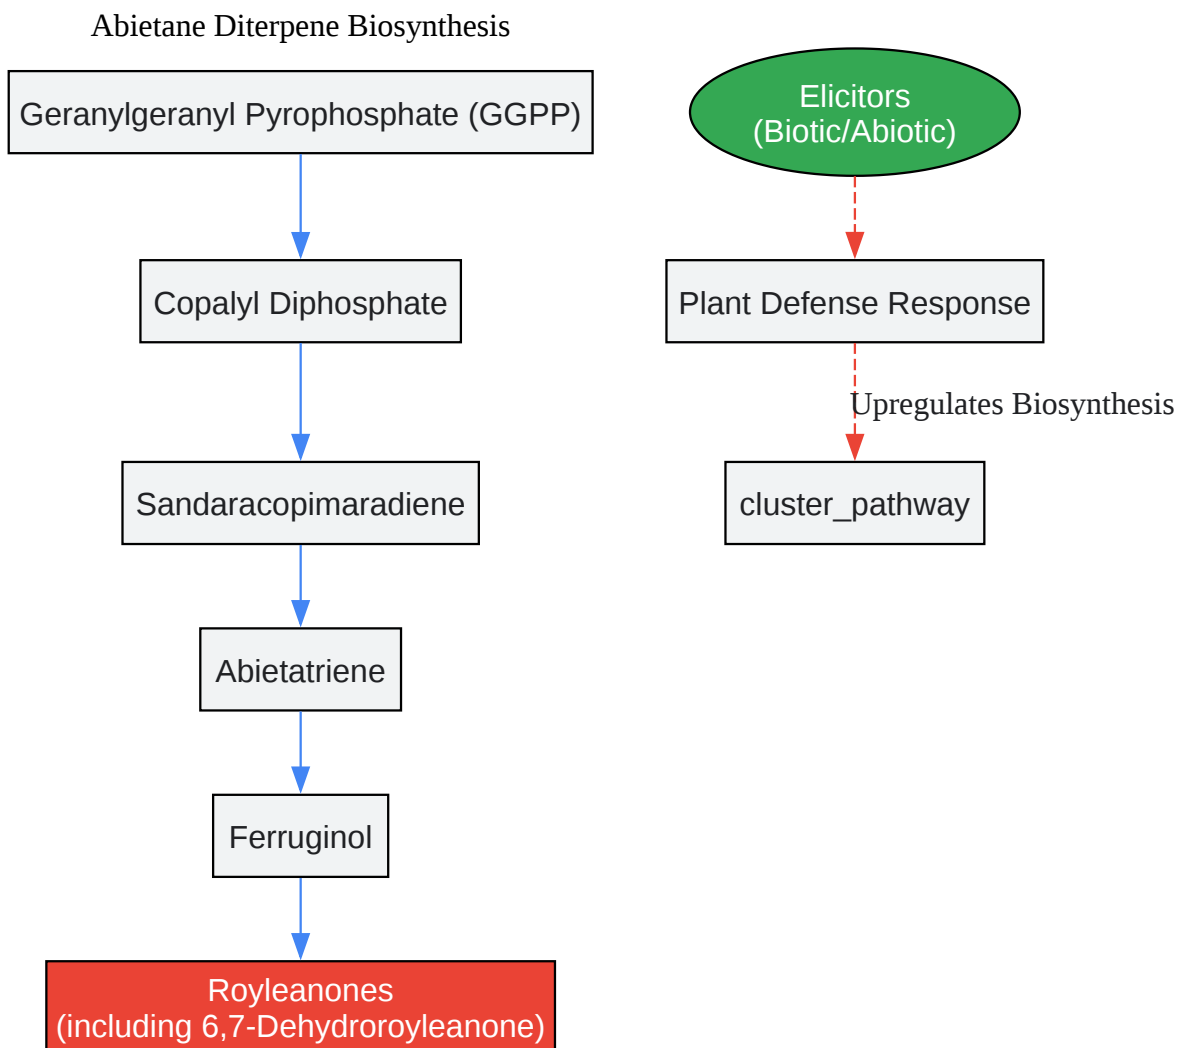 Abietane Diterpene Biosynthesis
Geranylgeranyl Pyrophosphate (GGPP)
Copalyl Diphosphate
Sandaracopimaradiene
Abietatriene
Ferruginol
Royleanones
(including 6,7-Dehydroroyleanone)
Elicitors
(Biotic/Abiotic)
Plant Defense Response
Upregulates Biosynthesis
cluster_pathway